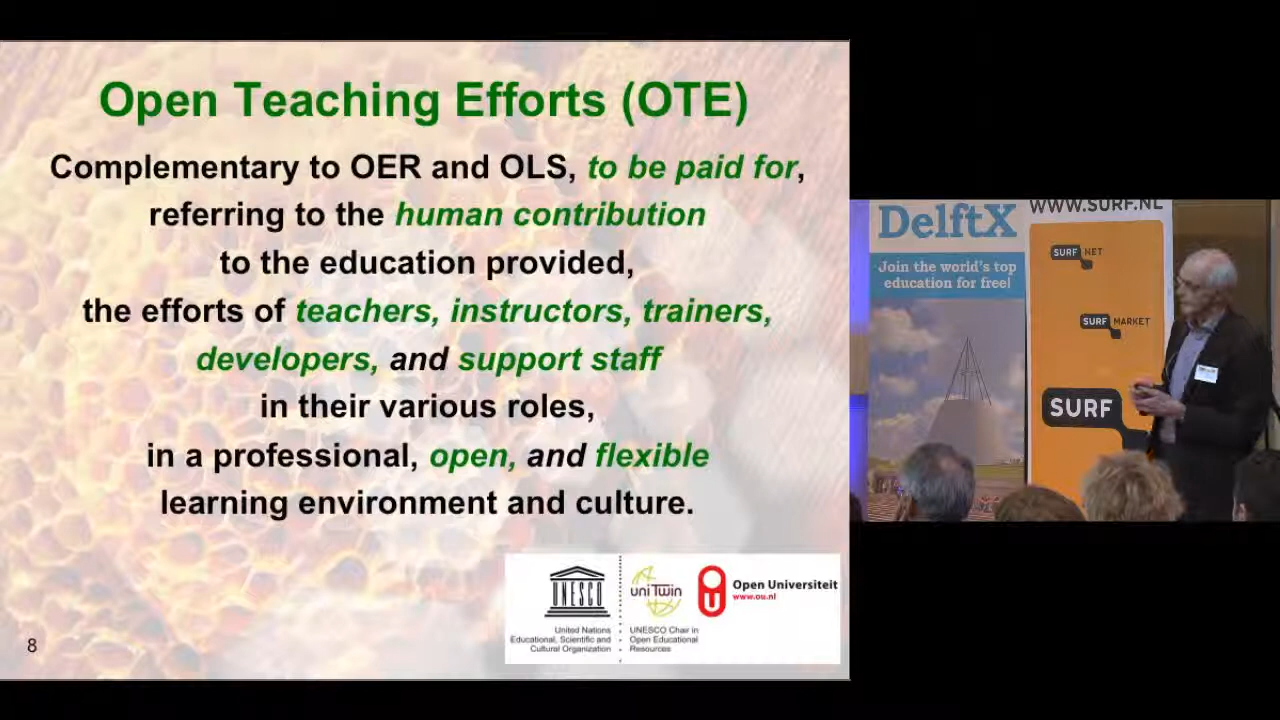 Open Teaching Efforts (OTE)
Complementary to OER and OLS, to be paid for,
referring to the human contribution
to the education provided,
the efforts of teachers, instructors, trainers,
developers, and support staff
in their various roles,
in a professional, open, and flexible
learning environment and culture.
UNESCO
United Nations
Educational, Scientific and
Cultural Organization
uniTwin
UNESCO Chair in
Open Educational
Resources
Open Universiteit
www.ou.nl
8
DelftX
Join the world's top
education for free!
WWW.SURF.NL
SURF NET
SURF MARKET
SURF